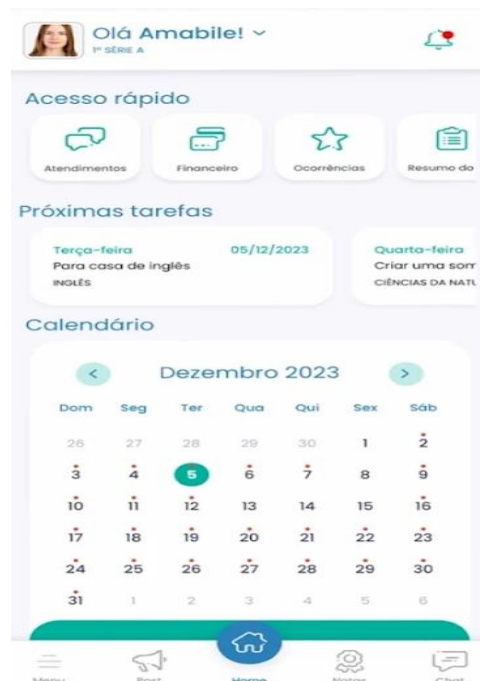 Olá Amabile!
1ª SÉRIE A
Acesso rápido
Atendimentos Financeiro Ocorrências Resumo do
Próximas tarefas
Terça-feira 05/12/2023 Quarta-feira
Para casa de inglês Criar uma som
INGLÊS CIÊNCIAS DA NATU
Calendário
< Dezembro 2023 >
Dom Seg Ter Qua Qui Sex Sáb
26 27 28 29 30 1 2
3 4 5 6 7 8 9
10 11 12 13 14 15 16
17 18 19 20 21 22 23
24 25 26 27 28 29 30
31 1 2 3 4 5 6
Menu Post Home Notas Chat